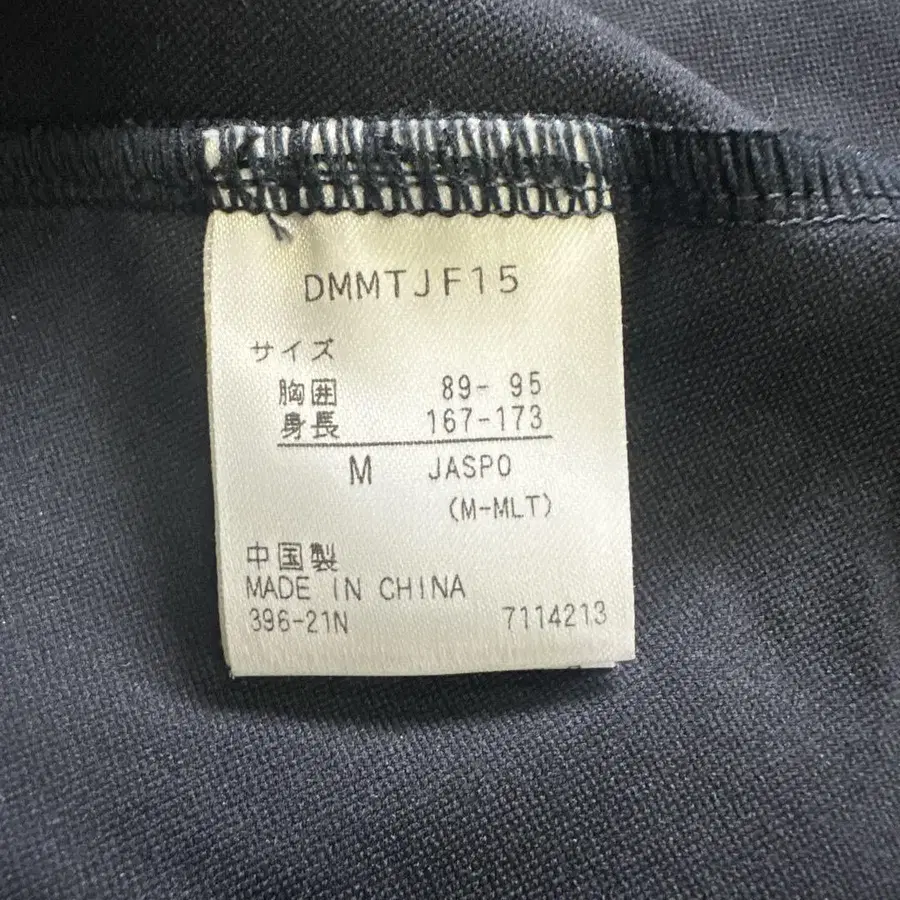 DMMTJF15
サイズ
胸囲 89- 95
身長 167-173
M JASPO
(M-MLT)
中国製
MADE IN CHINA
396-21N 7114213